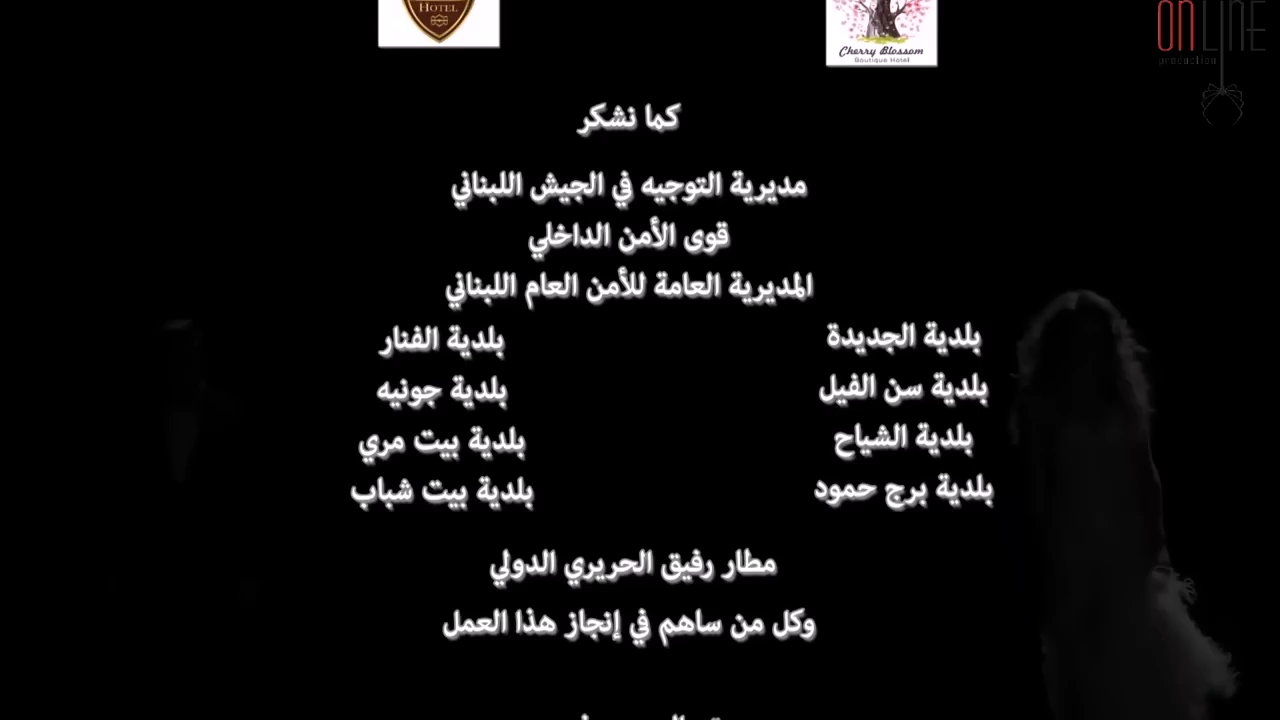 HOTEL
Cherry Blossom
Boutique Hotel
ONLINE
production
كما نشكر
مديرية التوجيه في الجيش اللبناني
قوى الأمن الداخلي
المديرية العامة للأمن العام اللبناني
بلدية الجديدة
بلدية الفنار
بلدية سن الفيل
بلدية جونيه
بلدية الشياح
بلدية بيت مري
بلدية برج حمود
بلدية بيت شباب
مطار رفيق الحريري الدولي
وكل من ساهم في إنجاز هذا العمل